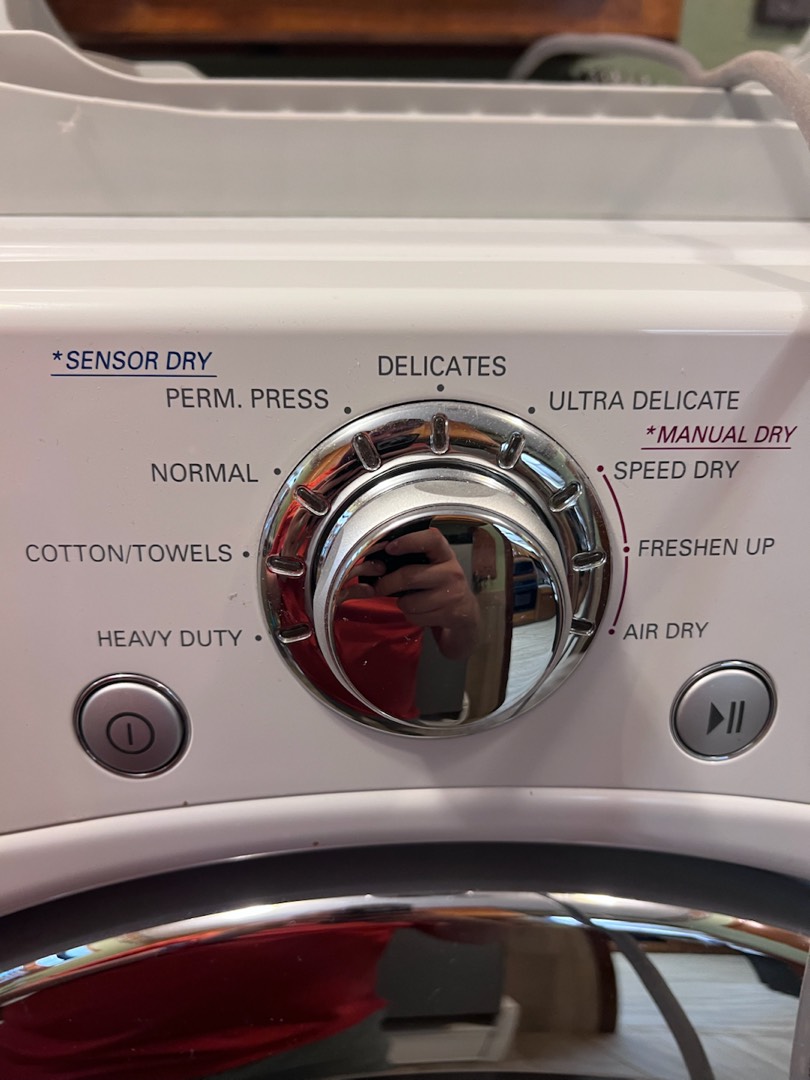 *SENSOR DRY
DELICATES
PERM. PRESS
ULTRA DELICATE
*MANUAL DRY
NORMAL
SPEED DRY
COTTON/TOWELS
FRESHEN UP
HEAVY DUTY
AIR DRY